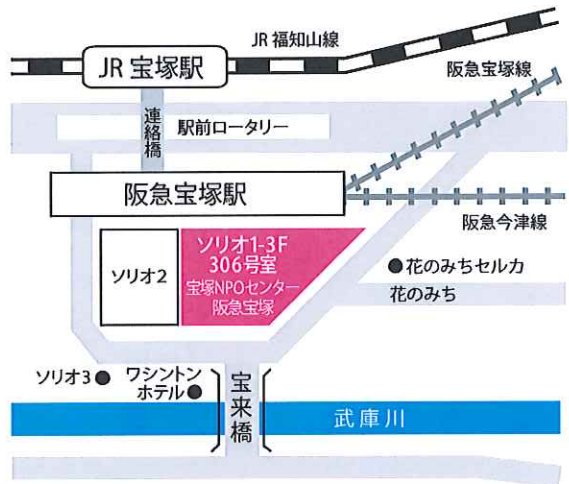 JR 福知山線
JR 宝塚駅
阪急宝塚線
連絡橋
駅前ロータリー
阪急宝塚駅
阪急今津線
ソリオ2
ソリオ1-3F
306号室
宝塚NPOセンター
阪急宝塚
花のみちセルカ
花のみち
ソリオ3
ワシントン
ホテル
宝来橋
武庫川